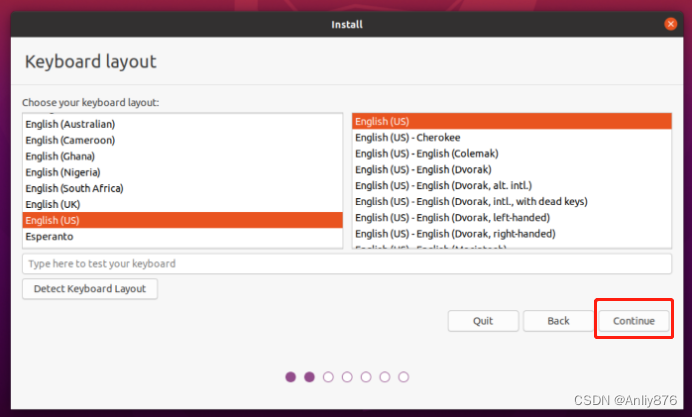 Install
Keyboard layout
Choose your keyboard layout:
English (Australian)
English (Cameroon)
English (Ghana)
English (Nigeria)
English (South Africa)
English (UK)
English (US)
Esperanto
English (US)
English (US) - Cherokee
English (US) - English (Colemak)
English (US) - English (Dvorak)
English (US) - English (Dvorak, alt. intl.)
English (US) - English (Dvorak, intl., with dead keys)
English (US) - English (Dvorak, left-handed)
English (US) - English (Dvorak, right-handed)
English (US) - English (Macintosh)
Type here to test your keyboard
Detect Keyboard Layout
Quit
Back
Continue
CSDN @Anliy876